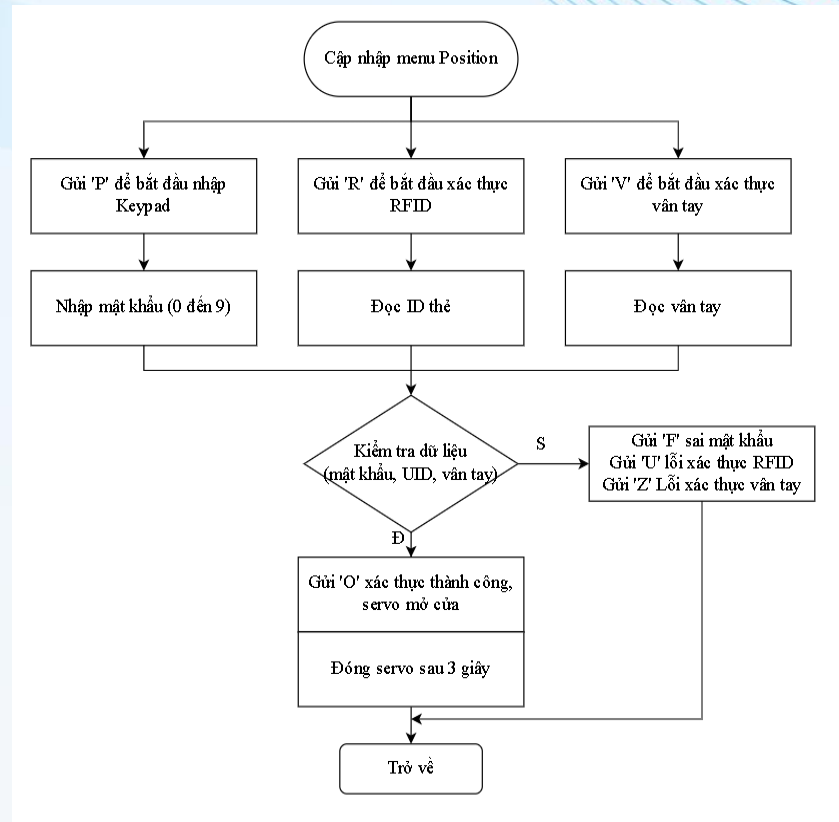 Cập nhập menu Position
Gửi 'P' để bắt đầu nhập
Keypad
Gửi 'R' để bắt đầu xác thực
RFID
Gửi 'V' để bắt đầu xác thực
vân tay
Nhập mật khẩu (0 đến 9)
Đọc ID thẻ
Đọc vân tay
Kiểm tra dữ liệu
(mật khẩu, UID, vân tay)
S
Gửi 'F' sai mật khẩu
Gửi 'U' lỗi xác thực RFID
Gửi 'Z' Lỗi xác thực vân tay
Đ
Gửi 'O' xác thực thành công,
servo mở cửa
Đóng servo sau 3 giây
Trở về